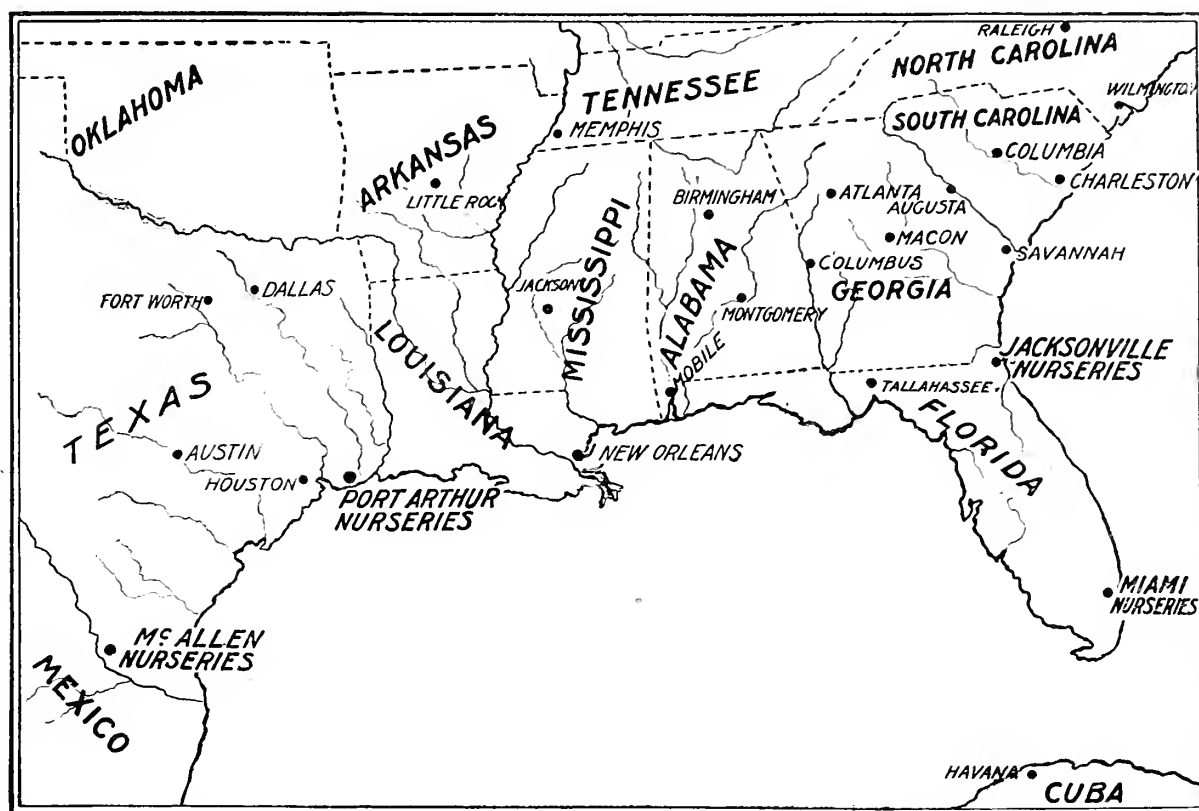 RALEIGH
NORTH CAROLINA
WILMINGTON
OKLAHOMA
TENNESSEE
MEMPHIS
SOUTH CAROLINA
COLUMBIA
CHARLESTON
ARKANSAS
LITTLE ROCK
BIRMINGHAM
ATLANTA
AUGUSTA
MACON
SAVANNAH
COLUMBUS
GEORGIA
MISSISSIPPI
ALABAMA
JACKSON
MONTGOMERY
FORT WORTH
DALLAS
LOUISIANA
MOBILE
JACKSONVILLE
NURSERIES
TALLAHASSEE
FLORIDA
TEXAS
AUSTIN
HOUSTON
NEW ORLEANS
PORT ARTHUR
NURSERIES
MIAMI
NURSERIES
Mc ALLEN
NURSERIES
MEXICO
HAVANA
CUBA